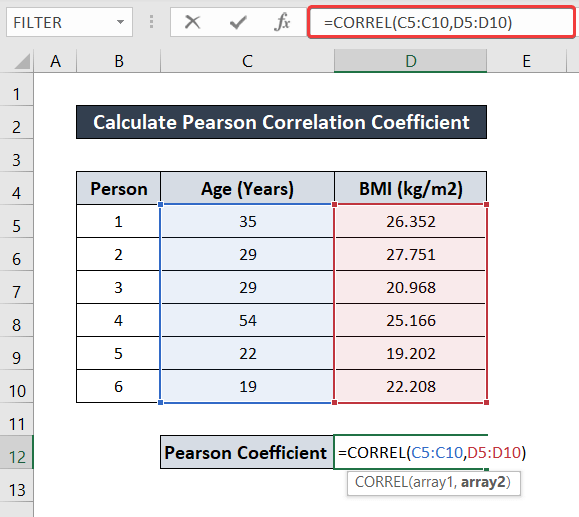 FILTER =CORREL(C5:C10,D5:D10)
A B C D E
1
2 Calculate Pearson Correlation Coefficient
3
4 Person Age (Years) BMI (kg/m2)
5 1 35 26.352
6 2 29 27.751
7 3 29 20.968
8 4 54 25.166
9 5 22 19.202
10 6 19 22.208
11
12 Pearson Coefficient =CORREL(C5:C10,D5:D10)
13 CORREL(array1, array2)